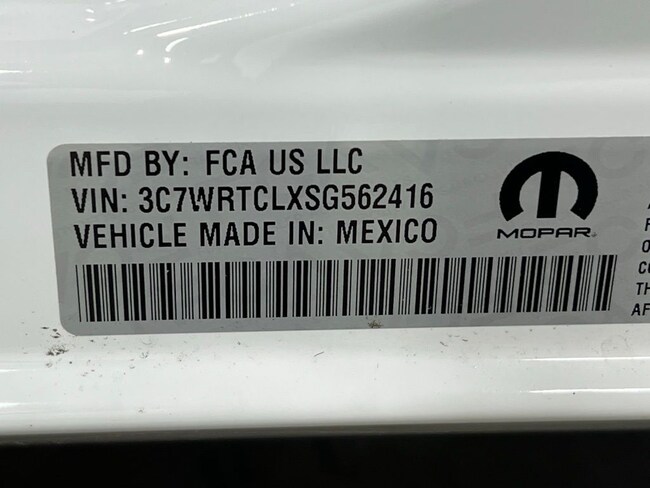 MFD BY: FCA US LLC
VIN: 3C7WRTCLXSG562416
VEHICLE MADE IN: MEXICO
MOPAR